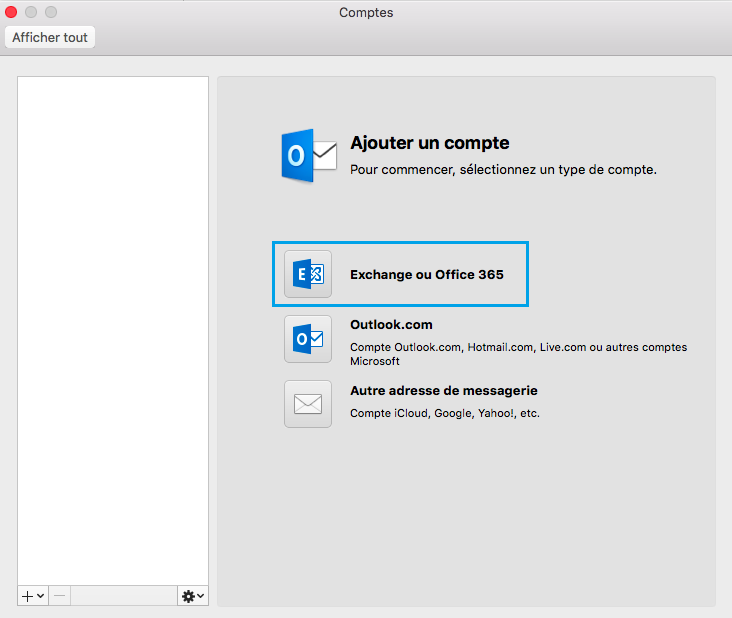 Comptes
Afficher tout
Ajouter un compte
Pour commencer, sélectionnez un type de compte.
Exchange ou Office 365
Outlook.com
Compte Outlook.com, Hotmail.com, Live.com ou autres comptes
Microsoft
Autre adresse de messagerie
Compte iCloud, Google, Yahoo!, etc.